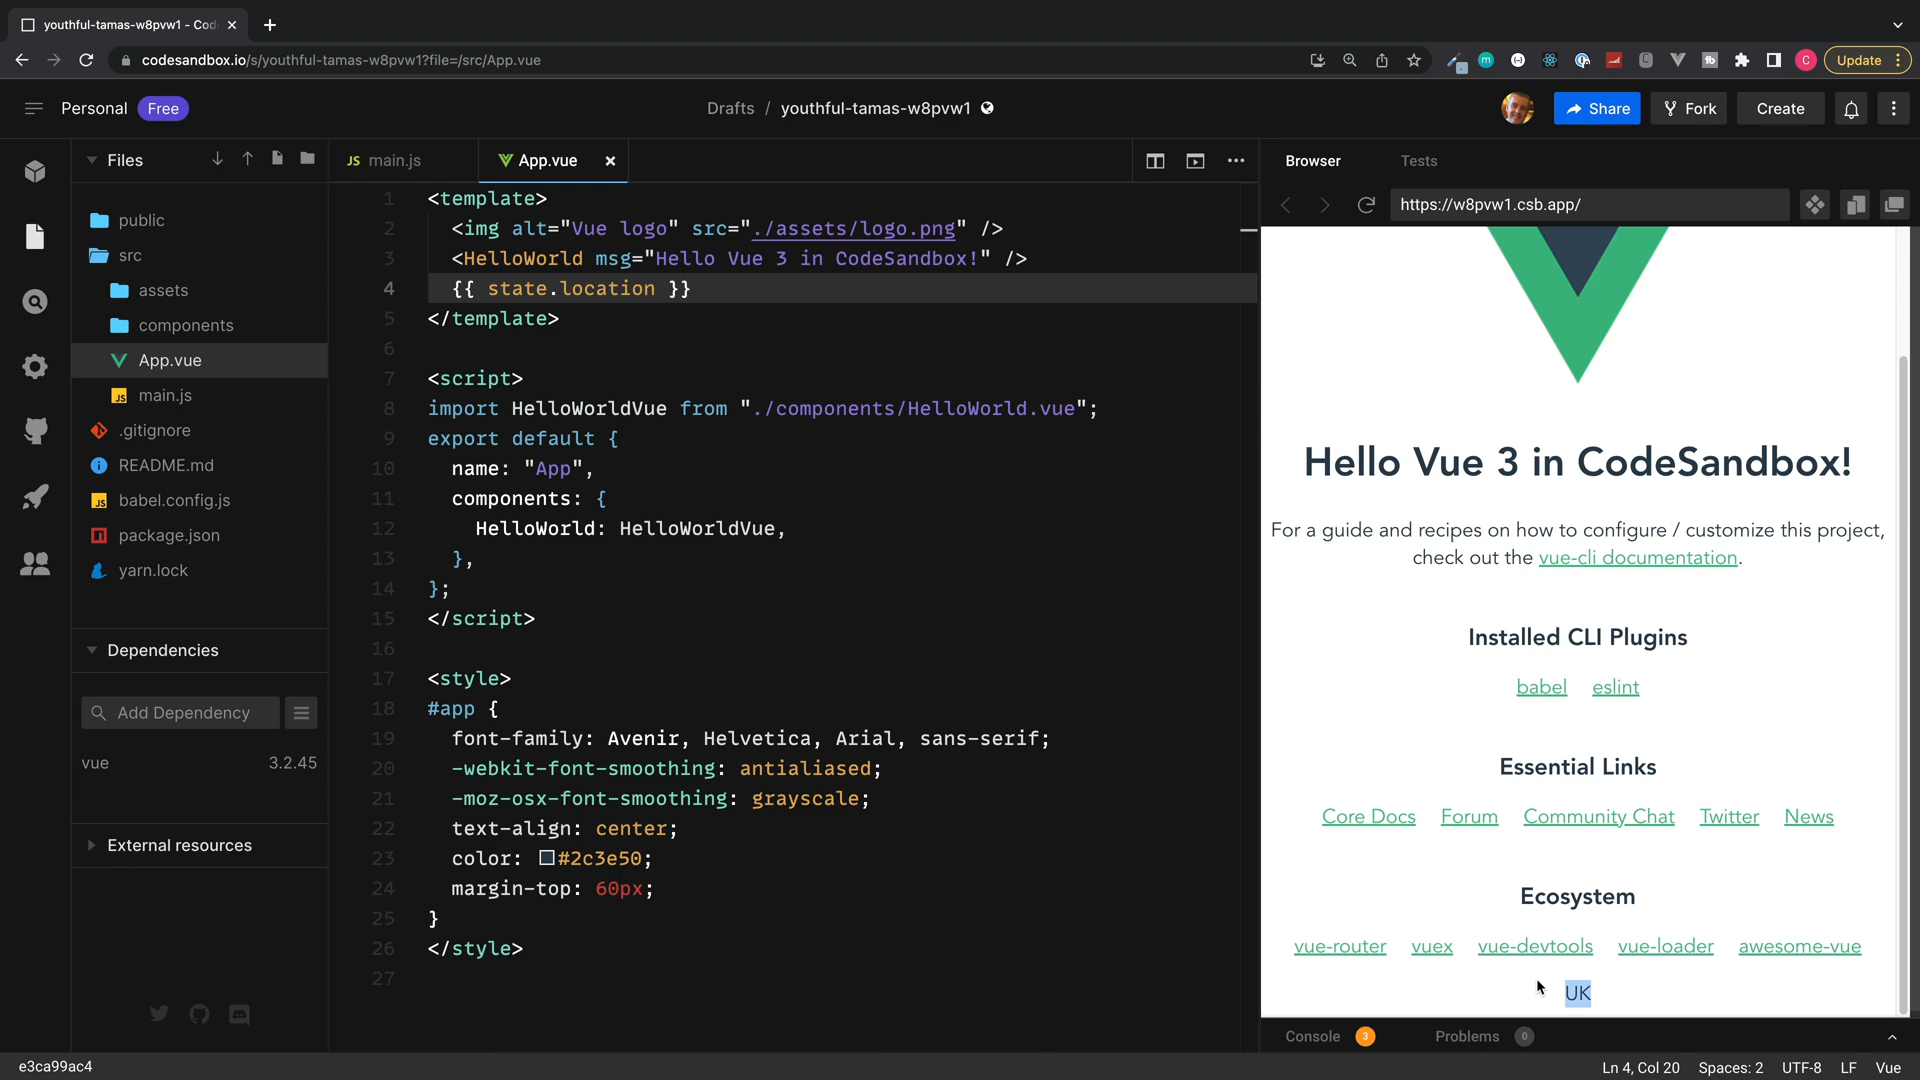 youthful-tamas-w8pvw1 - Cod
codesandbox.io/s/youthful-tamas-w8pvw1?file=/src/App.vue
Update
Personal Free
Drafts / youthful-tamas-w8pvw1
Share
Fork
Create
Files
public
src
assets
components
App.vue
JS main.js
.gitignore
README.md
JS babel.config.js
package.json
yarn.lock
Dependencies
Add Dependency
vue 3.2.45
External resources
JS main.js
App.vue
1 <template>
2 <img alt="Vue logo" src="./assets/logo.png" />
3 <HelloWorld msg="Hello Vue 3 in CodeSandbox!" />
4 {{ state.location }}
5 </template>
6
7 <script>
8 import HelloWorldVue from "./components/HelloWorld.vue";
9 export default {
10 name: "App",
11 components: {
12 HelloWorld: HelloWorldVue,
13 },
14 };
15 </script>
16
17 <style>
18 #app {
19 font-family: Avenir, Helvetica, Arial, sans-serif;
20 -webkit-font-smoothing: antialiased;
21 -moz-osx-font-smoothing: grayscale;
22 text-align: center;
23 color: #2c3e50;
24 margin-top: 60px;
25 }
26 </style>
27
Browser
Tests
https://w8pvw1.csb.app/
Hello Vue 3 in CodeSandbox!
For a guide and recipes on how to configure / customize this project,
check out the vue-cli documentation.
Installed CLI Plugins
babel eslint
Essential Links
Core Docs Forum Community Chat Twitter News
Ecosystem
vue-router vuex vue-devtools vue-loader awesome-vue
UK
Console 3
Problems 0
e3ca99ac4
Ln 4, Col 20 Spaces: 2 UTF-8 LF Vue